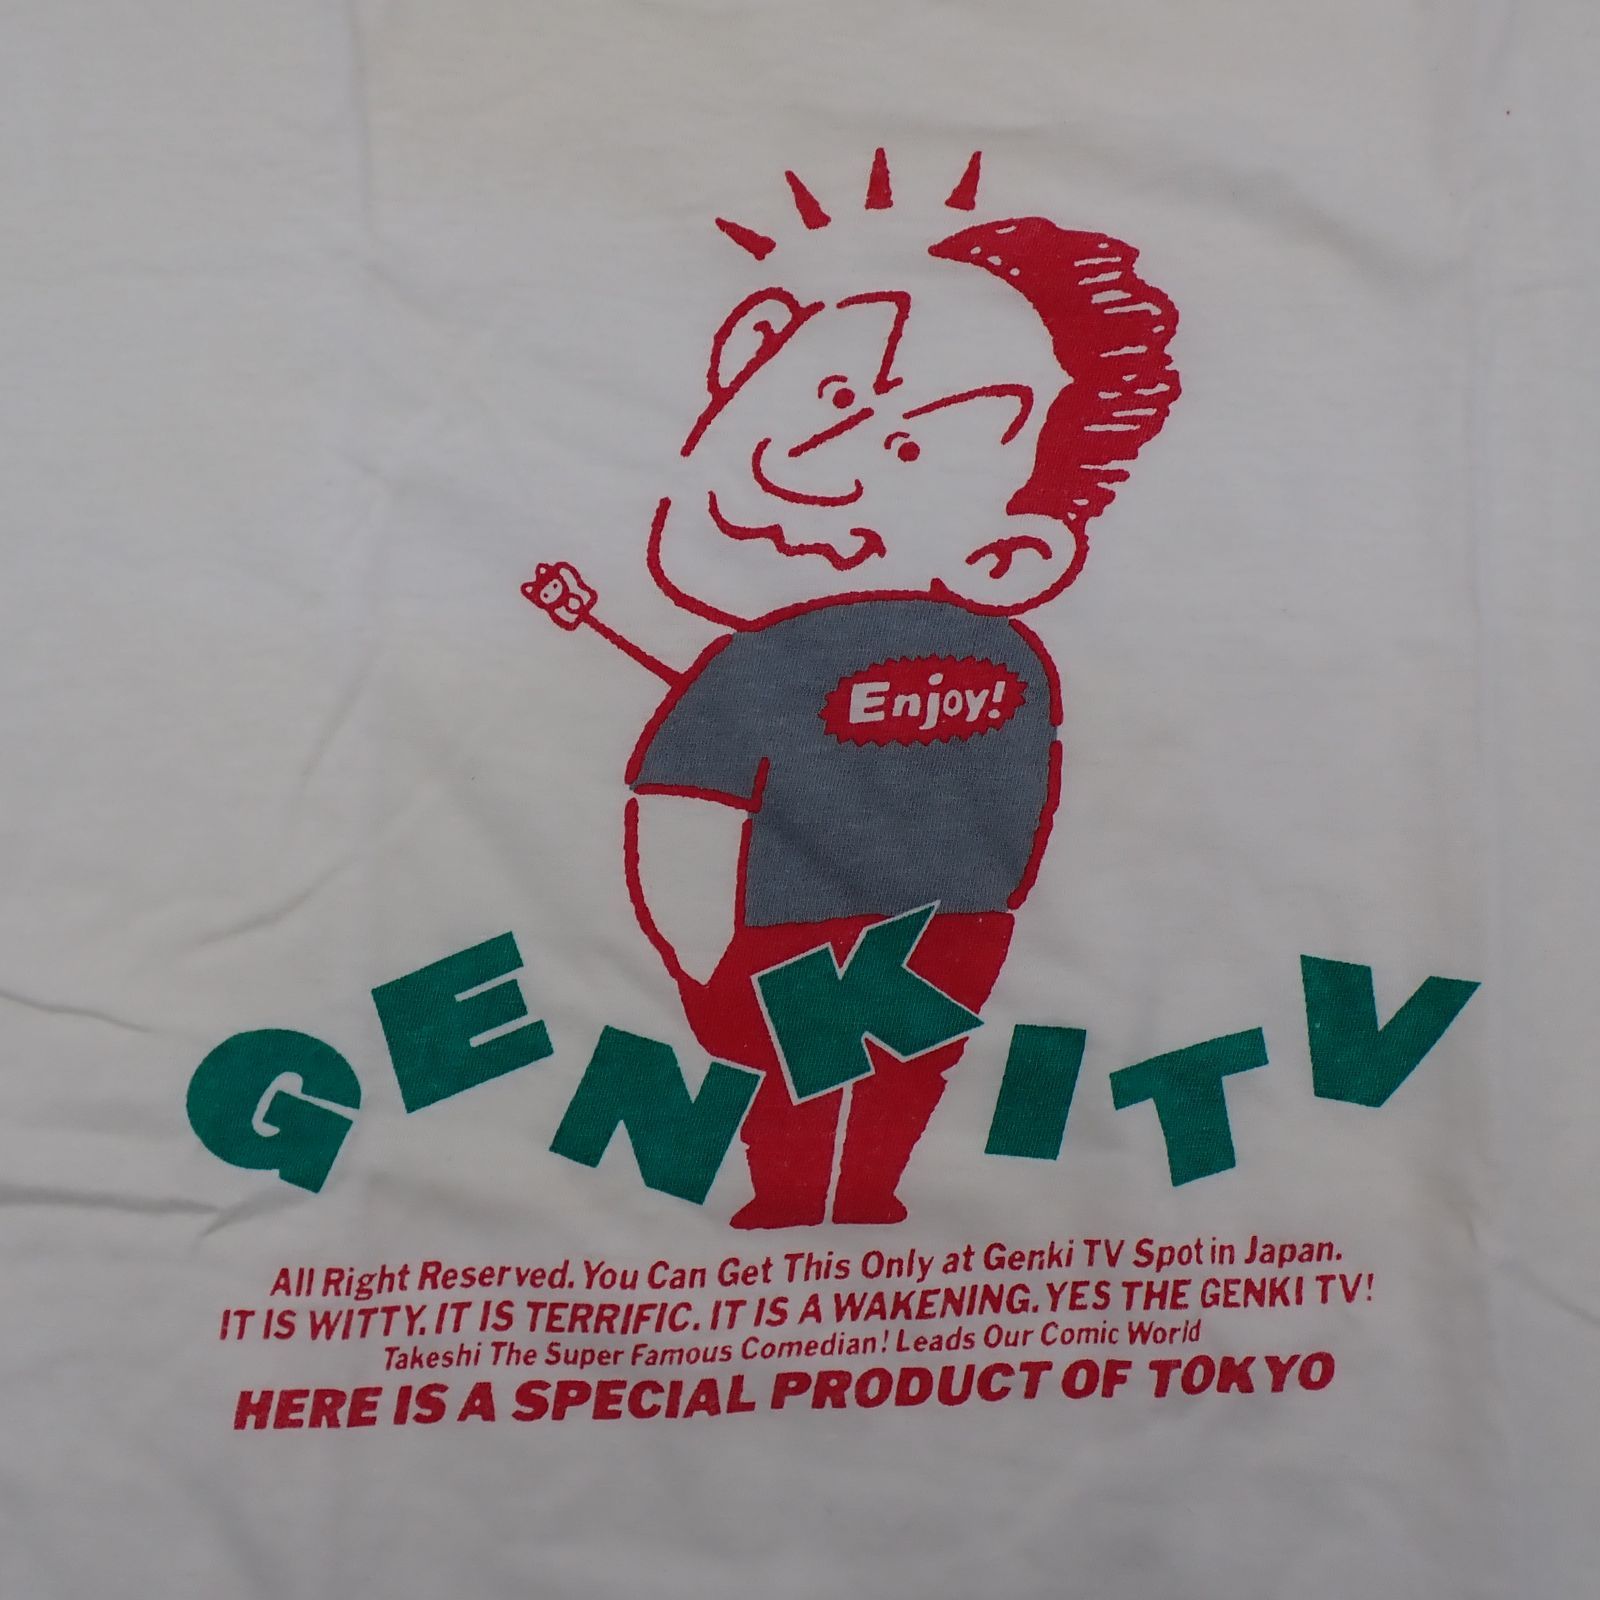 Enjoy!
GENKI TV
All Right Reserved. You Can Get This Only at Genki TV Spot in Japan.
IT IS WITTY. IT IS TERRIFIC. IT IS A WAKENING. YES THE GENKI TV!
Takeshi The Super Famous Comedian! Leads Our Comic World
HERE IS A SPECIAL PRODUCT OF TOKYO